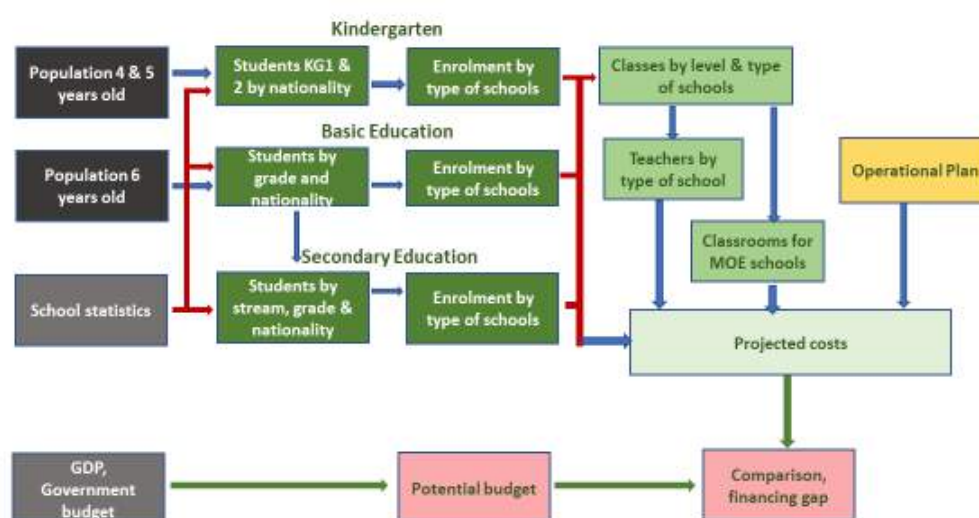 Kindergarten
Population 4 & 5
years old
Students KG1 &
2 by nationality
Enrolment by
type of schools
Classes by level & type
of schools
Basic Education
Population 6
years old
Students by
grade and
nationality
Enrolment by
type of schools
Teachers by
type of school
Operational Plan
Classrooms for
MOE schools
Secondary Education
School statistics
Students by
stream, grade &
nationality
Enrolment by
type of schools
Projected costs
GDP,
Government
budget
Potential budget
Comparison,
financing gap